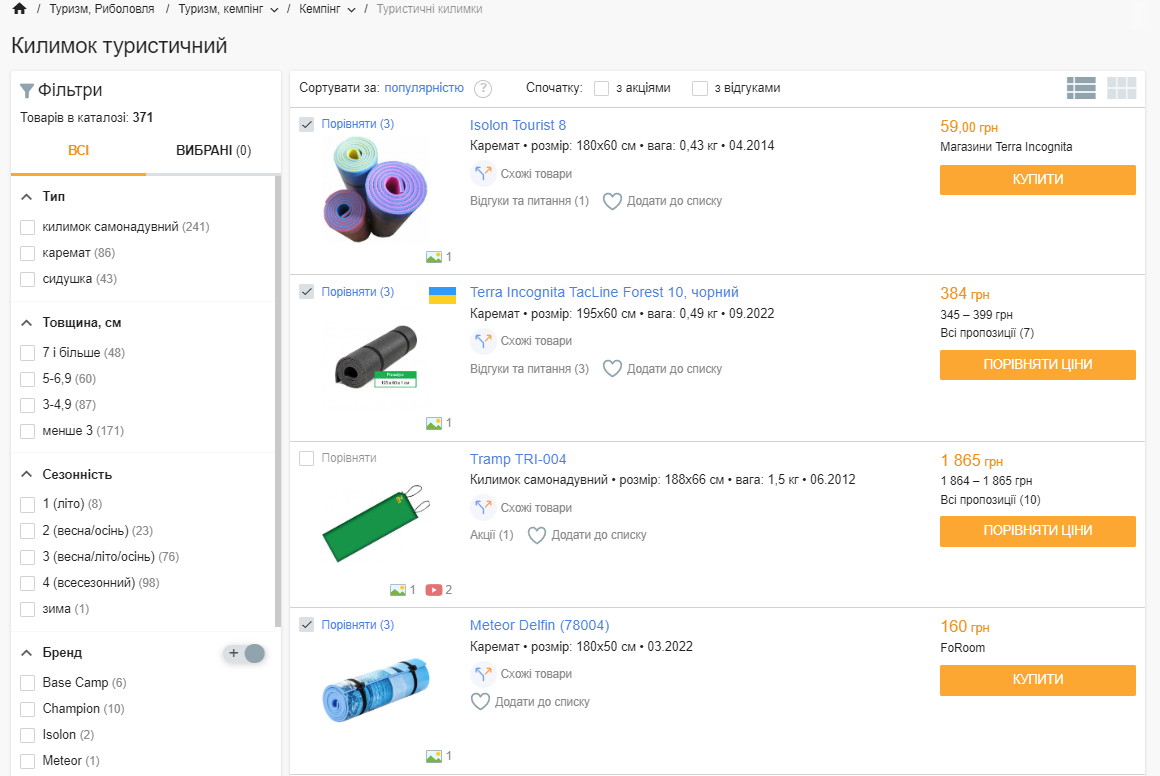 / Туризм, Риболовля / Туризм, кемпінг / Кемпінг / Туристичні килимки
Килимок туристичний
Фільтри
Товарів в каталозі: 371
ВСІ ВИБРАНІ (0)
Тип
килимок самонадувний (241)
каремат (86)
сидушка (43)
Товщина, см
7 і більше (48)
5-6,9 (60)
3-4,9 (87)
менше 3 (171)
Сезонність
1 (літо) (8)
2 (весна/осінь) (23)
3 (весна/літо/осінь) (76)
4 (всесезонний) (98)
зима (1)
Бренд +
Base Camp (6)
Champion (10)
Isolon (2)
Meteor (1)
Сортувати за: популярністю ? Спочатку: з акціями з відгуками
Порівняти (3)
Isolon Tourist 8
Каремат • розмір: 180x60 см • вага: 0,43 кг • 04.2014
Схожі товари
Відгуки та питання (1) Додати до списку
1
59,00 грн
Магазини Terra Incognita
КУПИТИ
Порівняти (3)
Terra Incognita TacLine Forest 10, чорний
Каремат • розмір: 195x60 см • вага: 0,49 кг • 09.2022
Схожі товари
Відгуки та питання (3) Додати до списку
1
384 грн
345 – 399 грн
Всі пропозиції (7)
ПОРІВНЯТИ ЦІНИ
Порівняти
Tramp TRI-004
Килимок самонадувний • розмір: 188x66 см • вага: 1,5 кг • 06.2012
Схожі товари
Акції (1) Додати до списку
1 2
1 865 грн
1 864 – 1 865 грн
Всі пропозиції (10)
ПОРІВНЯТИ ЦІНИ
Порівняти (3)
Meteor Delfin (78004)
Каремат • розмір: 180x50 см • 03.2022
Схожі товари
Додати до списку
1
160 грн
FoRoom
КУПИТИ